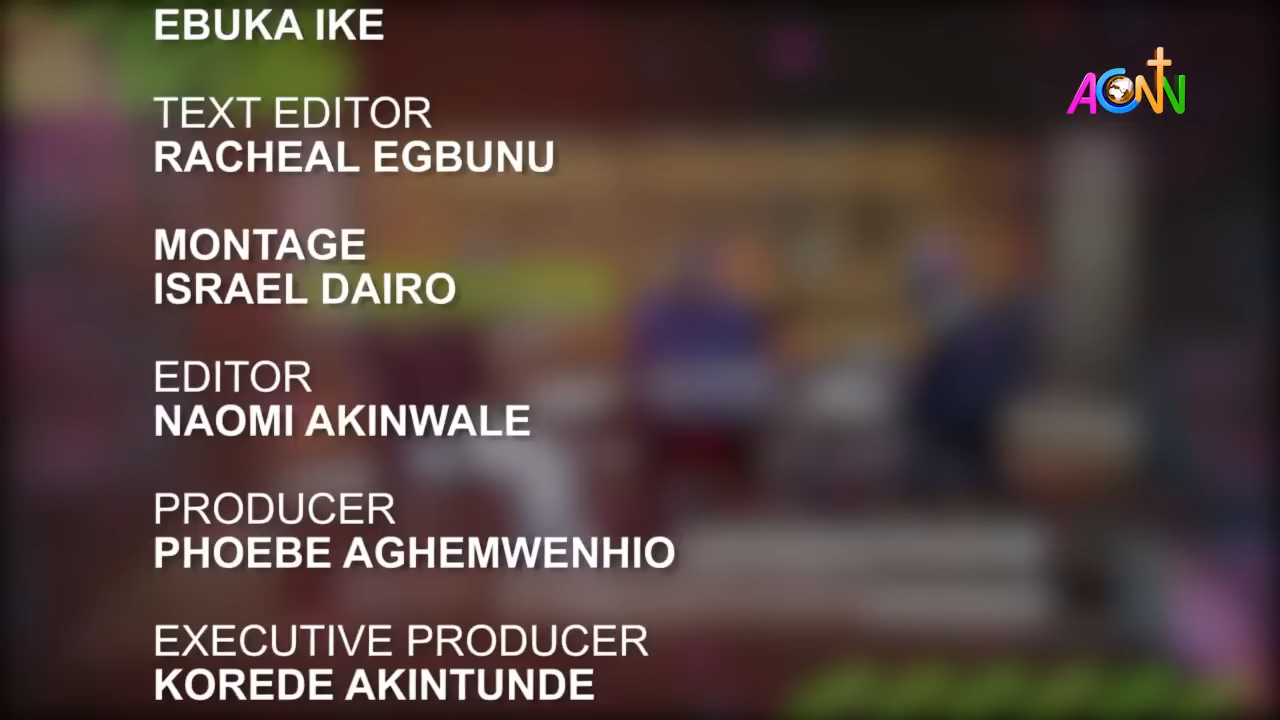 EBUKA IKE
ACNN
TEXT EDITOR
RACHEAL EGBUNU
MONTAGE
ISRAEL DAIRO
EDITOR
NAOMI AKINWALE
PRODUCER
PHOEBE AGHEMWENHIO
EXECUTIVE PRODUCER
KOREDE AKINTUNDE